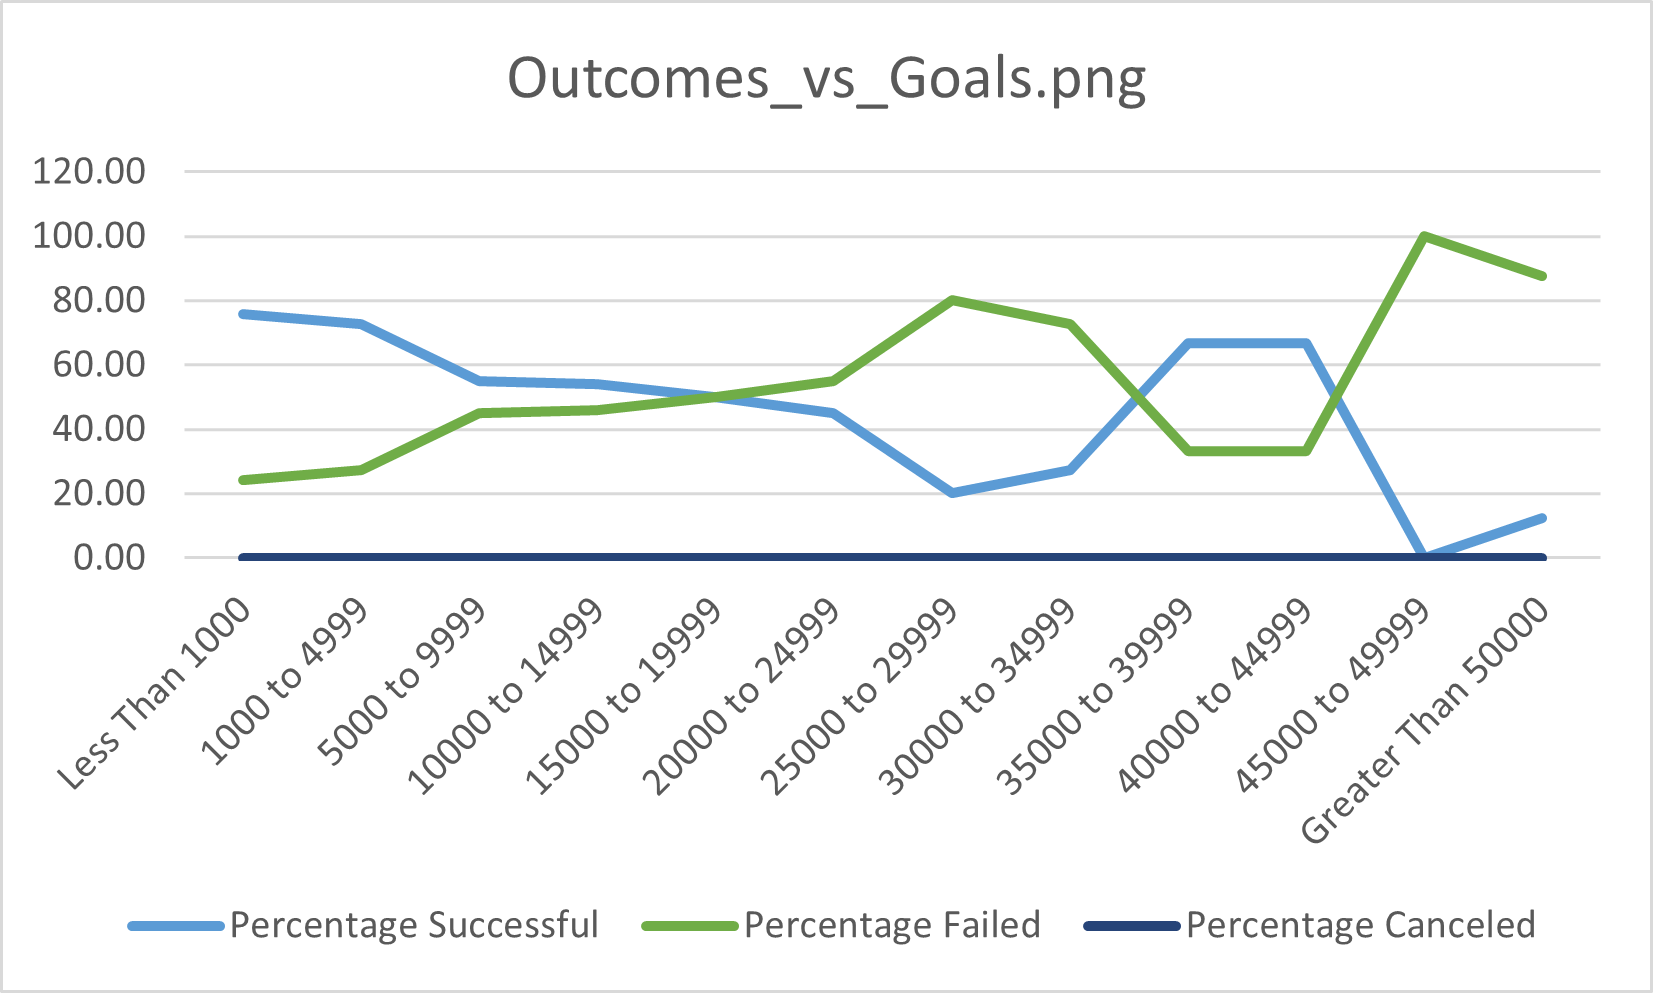 Outcomes_vs_Goals.png
120.00
100.00
80.00
60.00
40.00
20.00
0.00
Less Than 1000
1000 to 4999
5000 to 9999
10000 to 14999
15000 to 19999
20000 to 24999
25000 to 29999
30000 to 34999
35000 to 39999
40000 to 44999
45000 to 49999
Greater Than 50000
Percentage Successful Percentage Failed Percentage Canceled